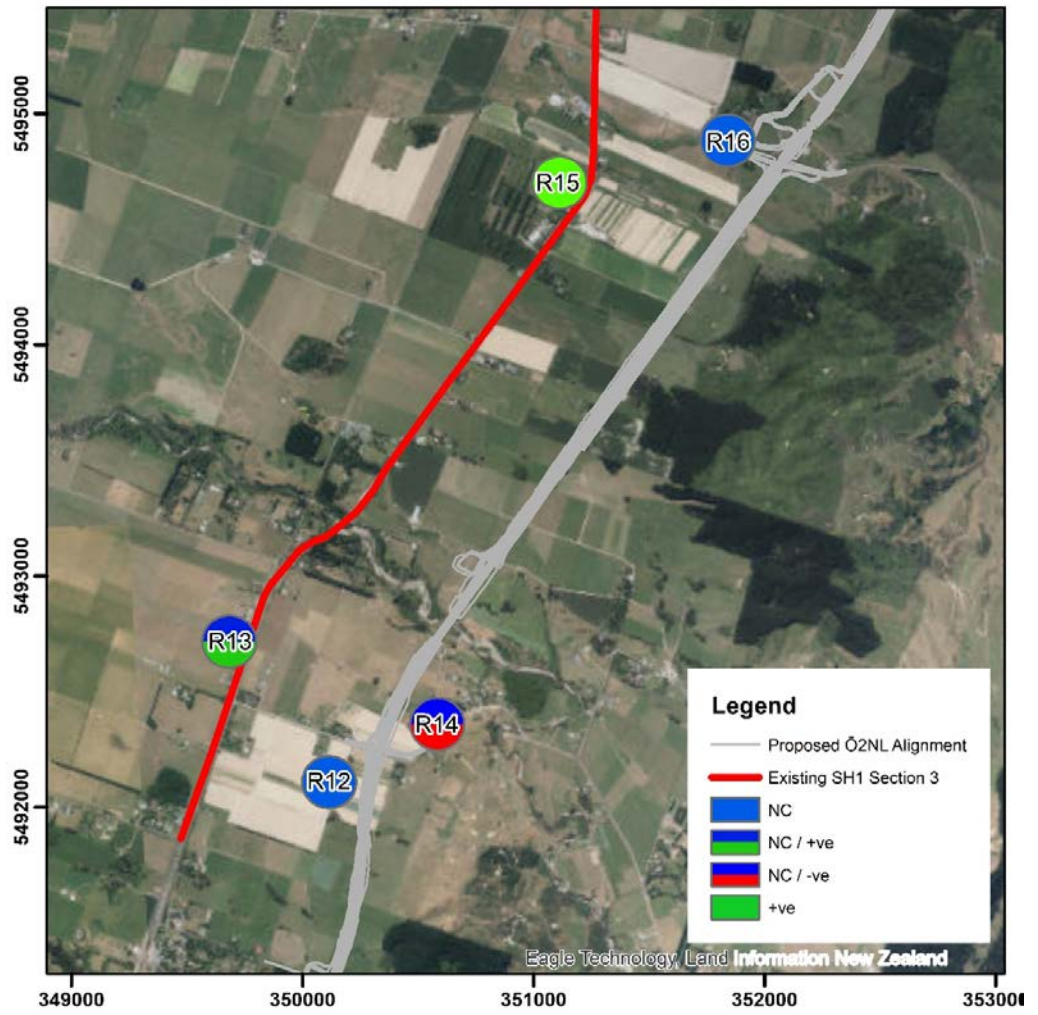 5495000
5494000
5493000
5492000
R16
R15
R13
R14
R12
Legend
Proposed Ō2NL Alignment
Existing SH1 Section 3
NC
NC / +ve
NC / -ve
+ve
Eagle Technology, Land Information New Zealand
349000
350000
351000
352000
353000